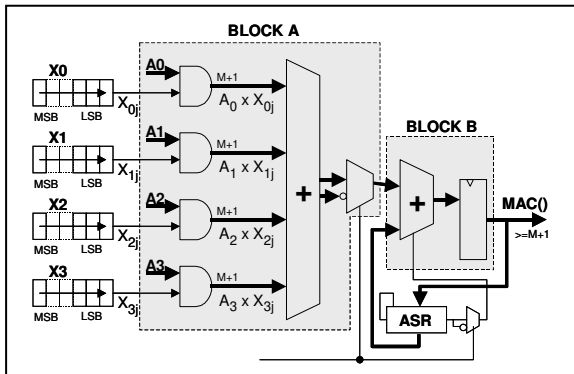 BLOCK A
X0
MSB
LSB
X0j
A0
M+1
A0 x X0j
X1
MSB
LSB
X1j
A1
M+1
A1 x X1j
X2
MSB
LSB
X2j
A2
M+1
A2 x X2j
X3
MSB
LSB
X3j
A3
M+1
A3 x X3j
+
BLOCK B
+
MAC()
>=M+1
ASR